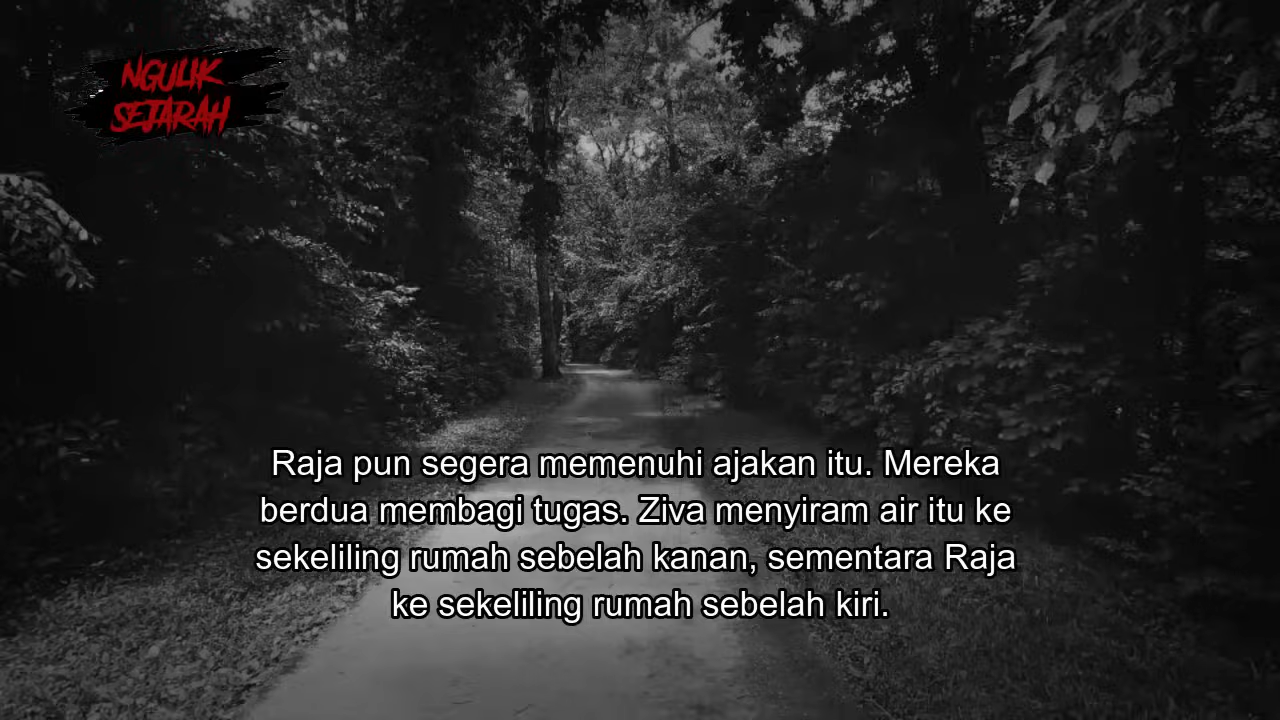 NGULIK
SEJARAH
Raja pun segera memenuhi ajakan itu. Mereka
berdua membagi tugas. Ziva menyiram air itu ke
sekeliling rumah sebelah kanan, sementara Raja
ke sekeliling rumah sebelah kiri.